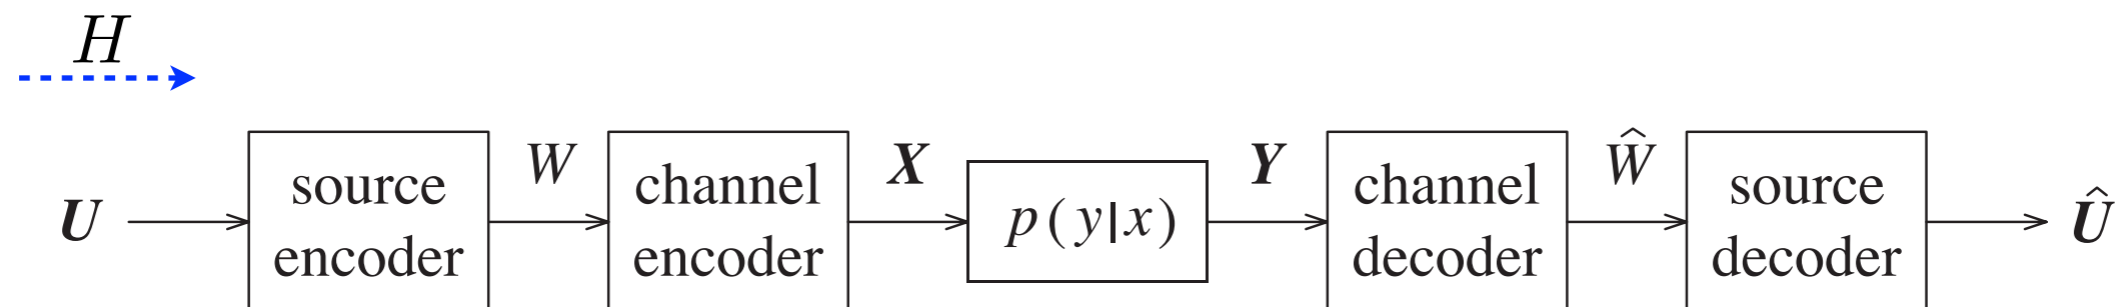 H
U
source
encoder
W
channel
encoder
X
p(y|x)
Y
channel
decoder
Ŵ
source
decoder
Û